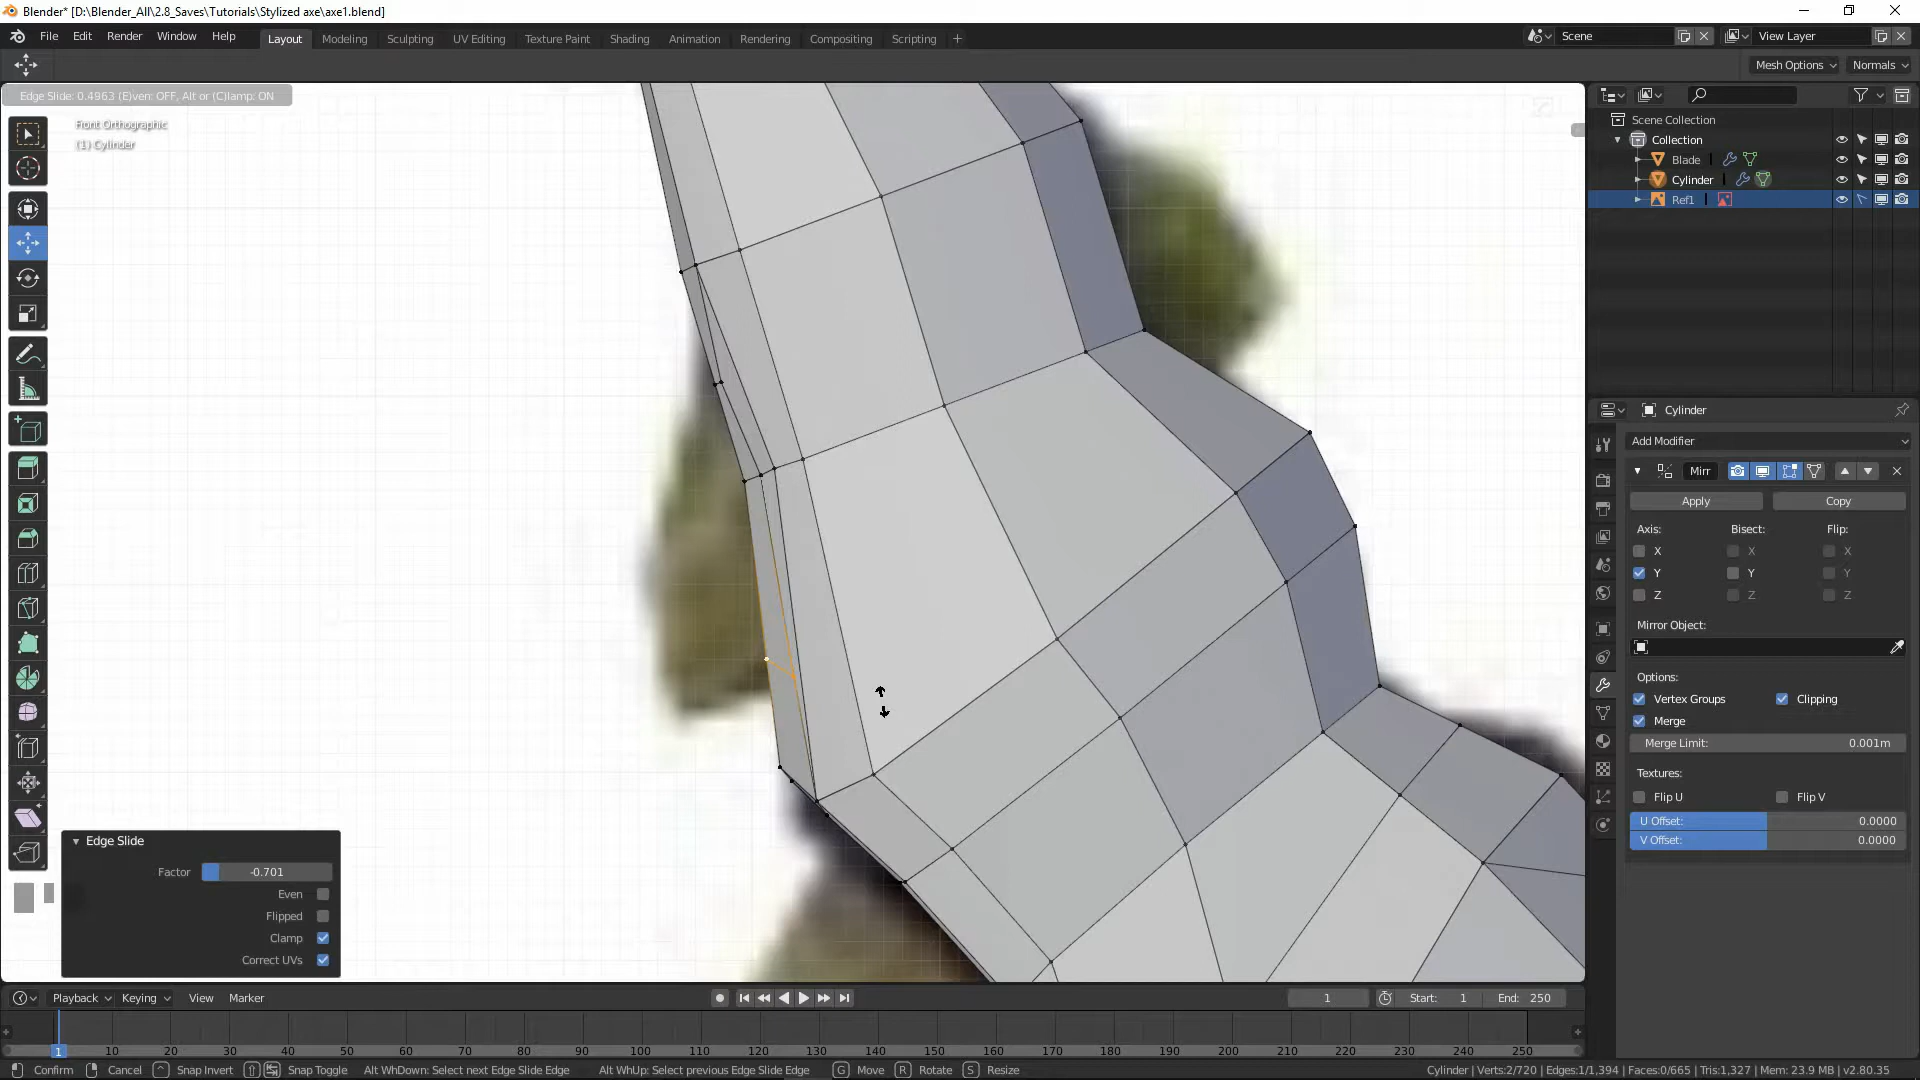 Blender* [D:\Blender_All\2.8_Saves\Tutorials\Stylized axe\axe1.blend]
File Edit Render Window Help Layout Modeling Sculpting UV Editing Texture Paint Shading Animation Rendering Compositing Scripting + Scene View Layer
Mesh Options Normals
Edge Slide: 0.4963 (E)ven: OFF, Alt or (C)lamp: ON
Front Orthographic
(1) Cylinder
Scene Collection
Collection
Blade
Cylinder
Ref1
Cylinder
Add Modifier
Mirr
Apply Copy
Axis: Bisect: Flip:
X X X
Y Y Y
Z Z Z
Mirror Object:
Options:
Vertex Groups Clipping
Merge
Merge Limit: 0.001m
Textures:
Flip U Flip V
U Offset: 0.0000
V Offset: 0.0000
Edge Slide
Factor -0.701
Even
Flipped
Clamp
Correct UVs
Playback Keying View Marker 1 Start: 1 End: 250
1 10 20 30 40 50 60 70 80 90 100 110 120 130 140 150 160 170 180 190 200 210 220 230 240 250
Confirm Cancel ^ Snap Invert Snap Toggle Alt WhDown: Select next Edge Slide Edge Alt WhUp: Select previous Edge Slide Edge G Move R Rotate S Resize Cylinder | Verts:2/720 | Edges:1/1,394 | Faces:0/665 | Tris:1,327 | Mem: 23.9 MB | v2.80.35